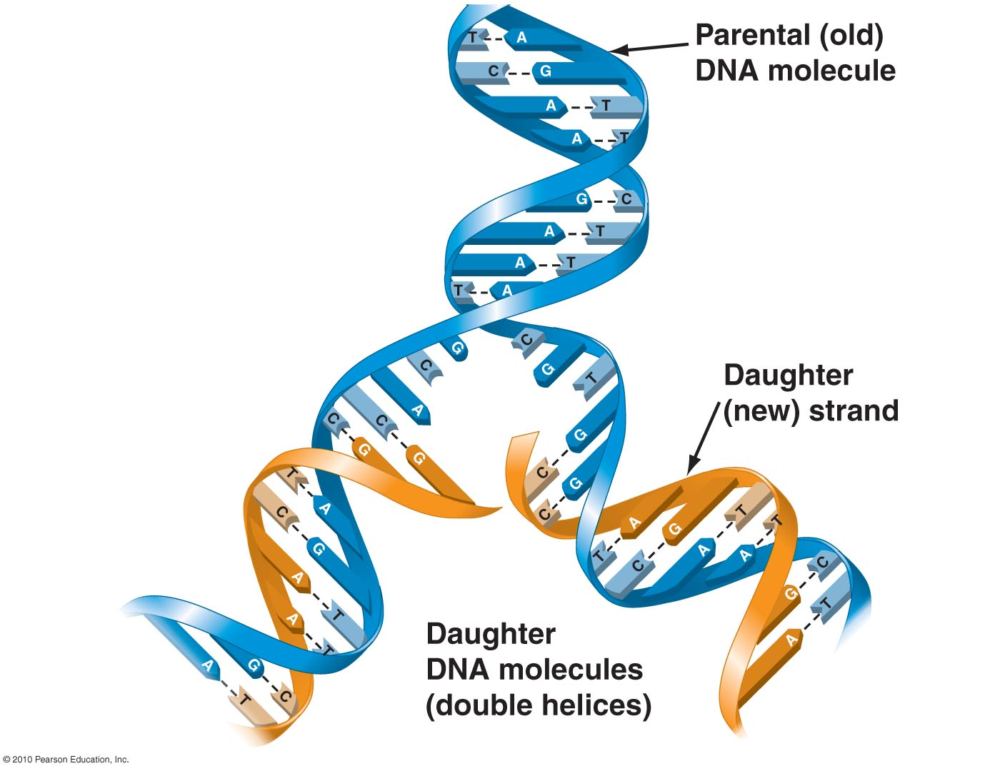 T A
C G
A T
A T
G C
A T
A T
T A
Parental (old)
DNA molecule
G C
C G
A T
C G
C G
C G
G C
T A
C G
A T
A T
A T
G C
Daughter
(new) strand
A T
G C
T A
T A
C G
T A
Daughter
DNA molecules
(double helices)
© 2010 Pearson Education, Inc.